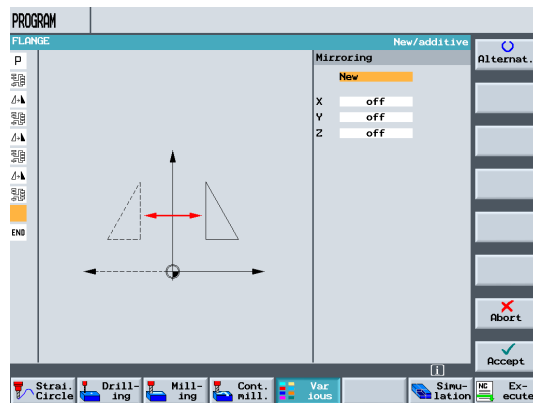 PROGRAM
FLANGE New/additive
Alternat.
P
Mirroring
New
X off
Y off
Z off
END
Abort
Accept
i
Strai. Circle
Drill- ing
Mill- ing
Cont. mill.
Var ious
Simu- lation
NC Ex- ecute